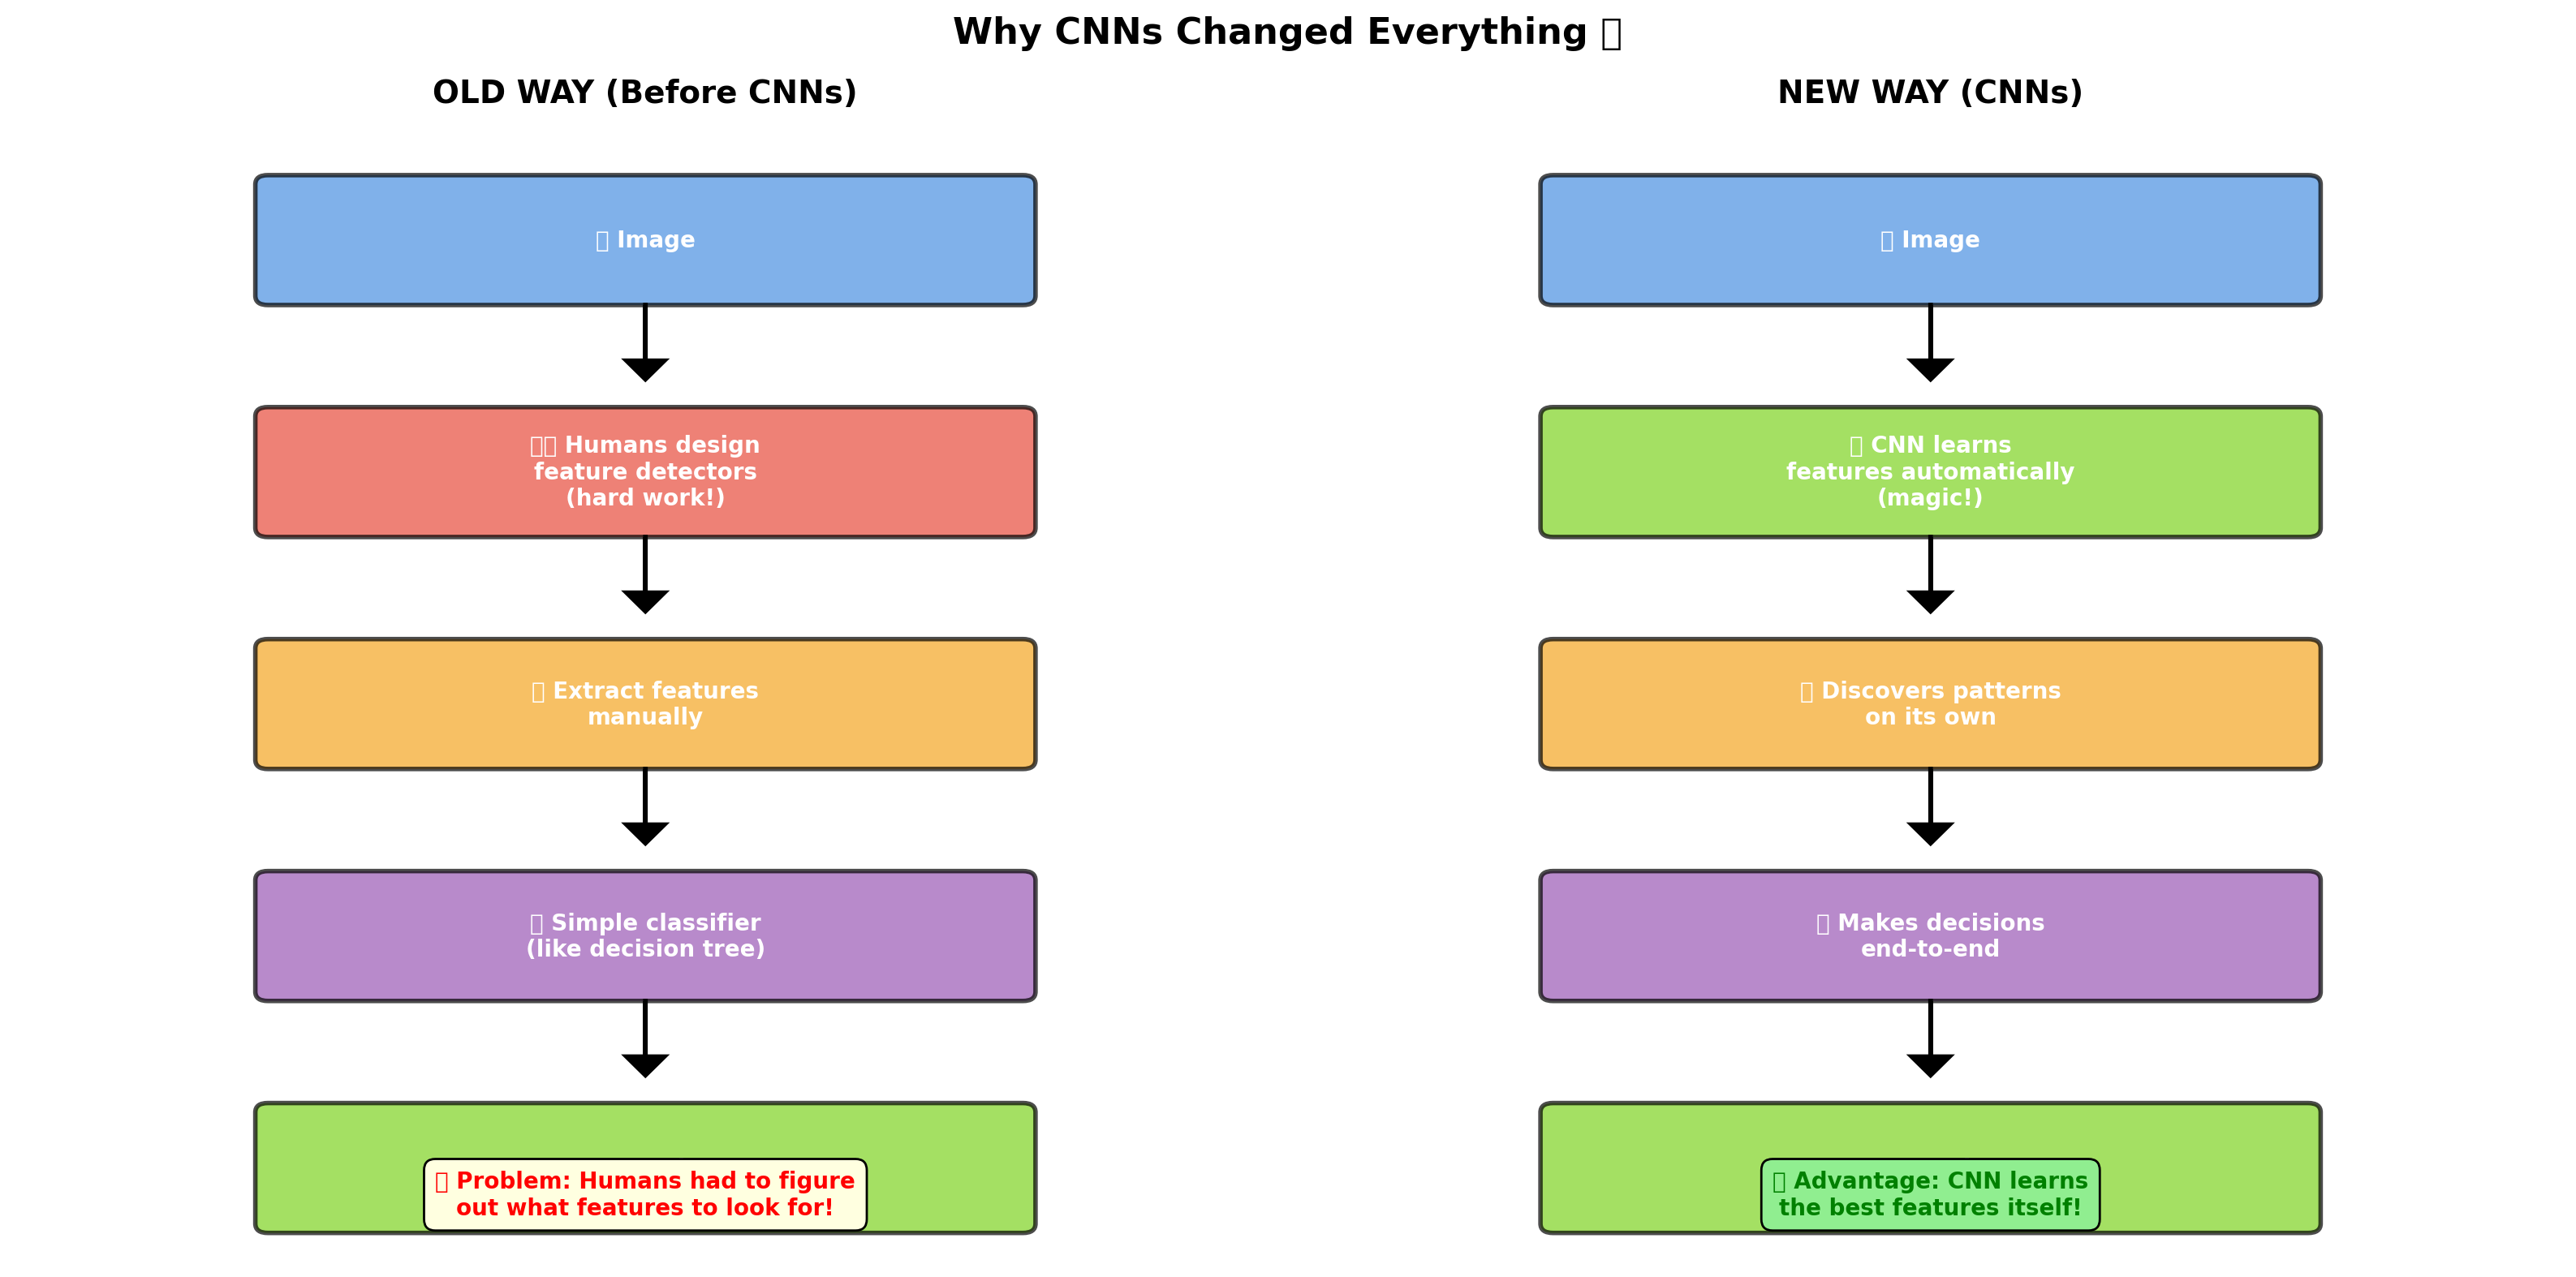 Why CNNs Changed Everything
OLD WAY (Before CNNs)
Image
Humans design
feature detectors
(hard work!)
Extract features
manually
Simple classifier
(like decision tree)
Problem: Humans had to figure
out what features to look for!
NEW WAY (CNNs)
Image
CNN learns
features automatically
(magic!)
Discovers patterns
on its own
Makes decisions
end-to-end
Advantage: CNN learns
the best features itself!